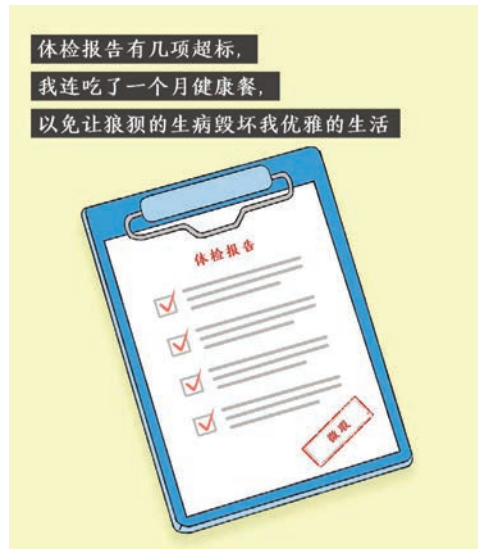 体检报告有几项超标,
我连吃了一个月健康餐,
以免让狼狈的生病毁坏我优雅的生活
体检报告